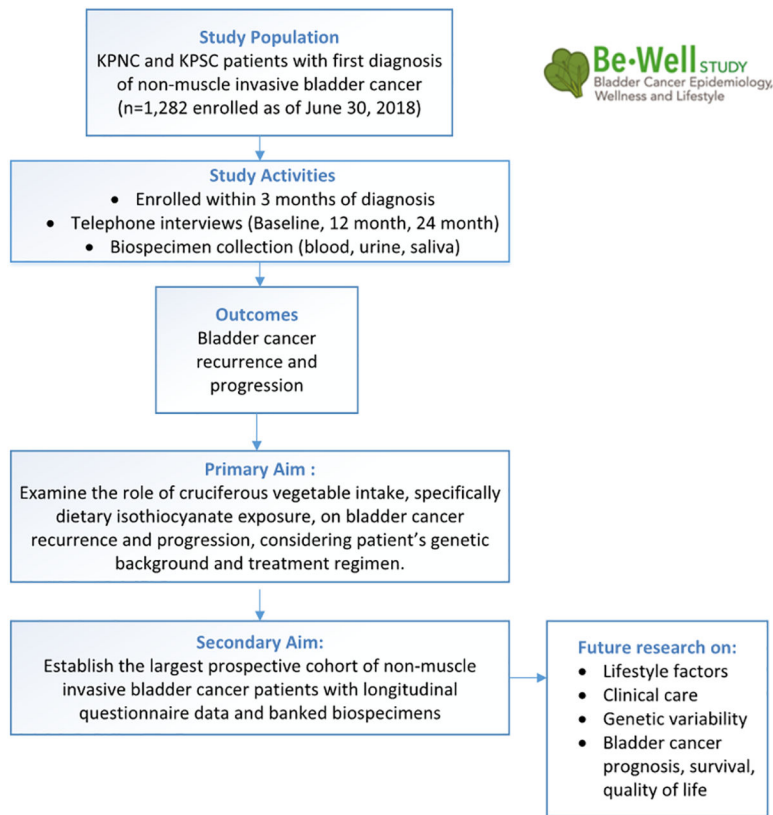 Study Population
KPNC and KPSC patients with first diagnosis
of non-muscle invasive bladder cancer
(n=1,282 enrolled as of June 30, 2018)
Be•Well STUDY
Bladder Cancer Epidemiology,
Wellness and Lifestyle
Study Activities
• Enrolled within 3 months of diagnosis
• Telephone interviews (Baseline, 12 month, 24 month)
• Biospecimen collection (blood, urine, saliva)
Outcomes
Bladder cancer
recurrence and
progression
Primary Aim :
Examine the role of cruciferous vegetable intake, specifically
dietary isothiocyanate exposure, on bladder cancer
recurrence and progression, considering patient's genetic
background and treatment regimen.
Secondary Aim:
Establish the largest prospective cohort of non-muscle
invasive bladder cancer patients with longitudinal
questionnaire data and banked biospecimens
Future research on:
• Lifestyle factors
• Clinical care
• Genetic variability
• Bladder cancer
prognosis, survival,
quality of life